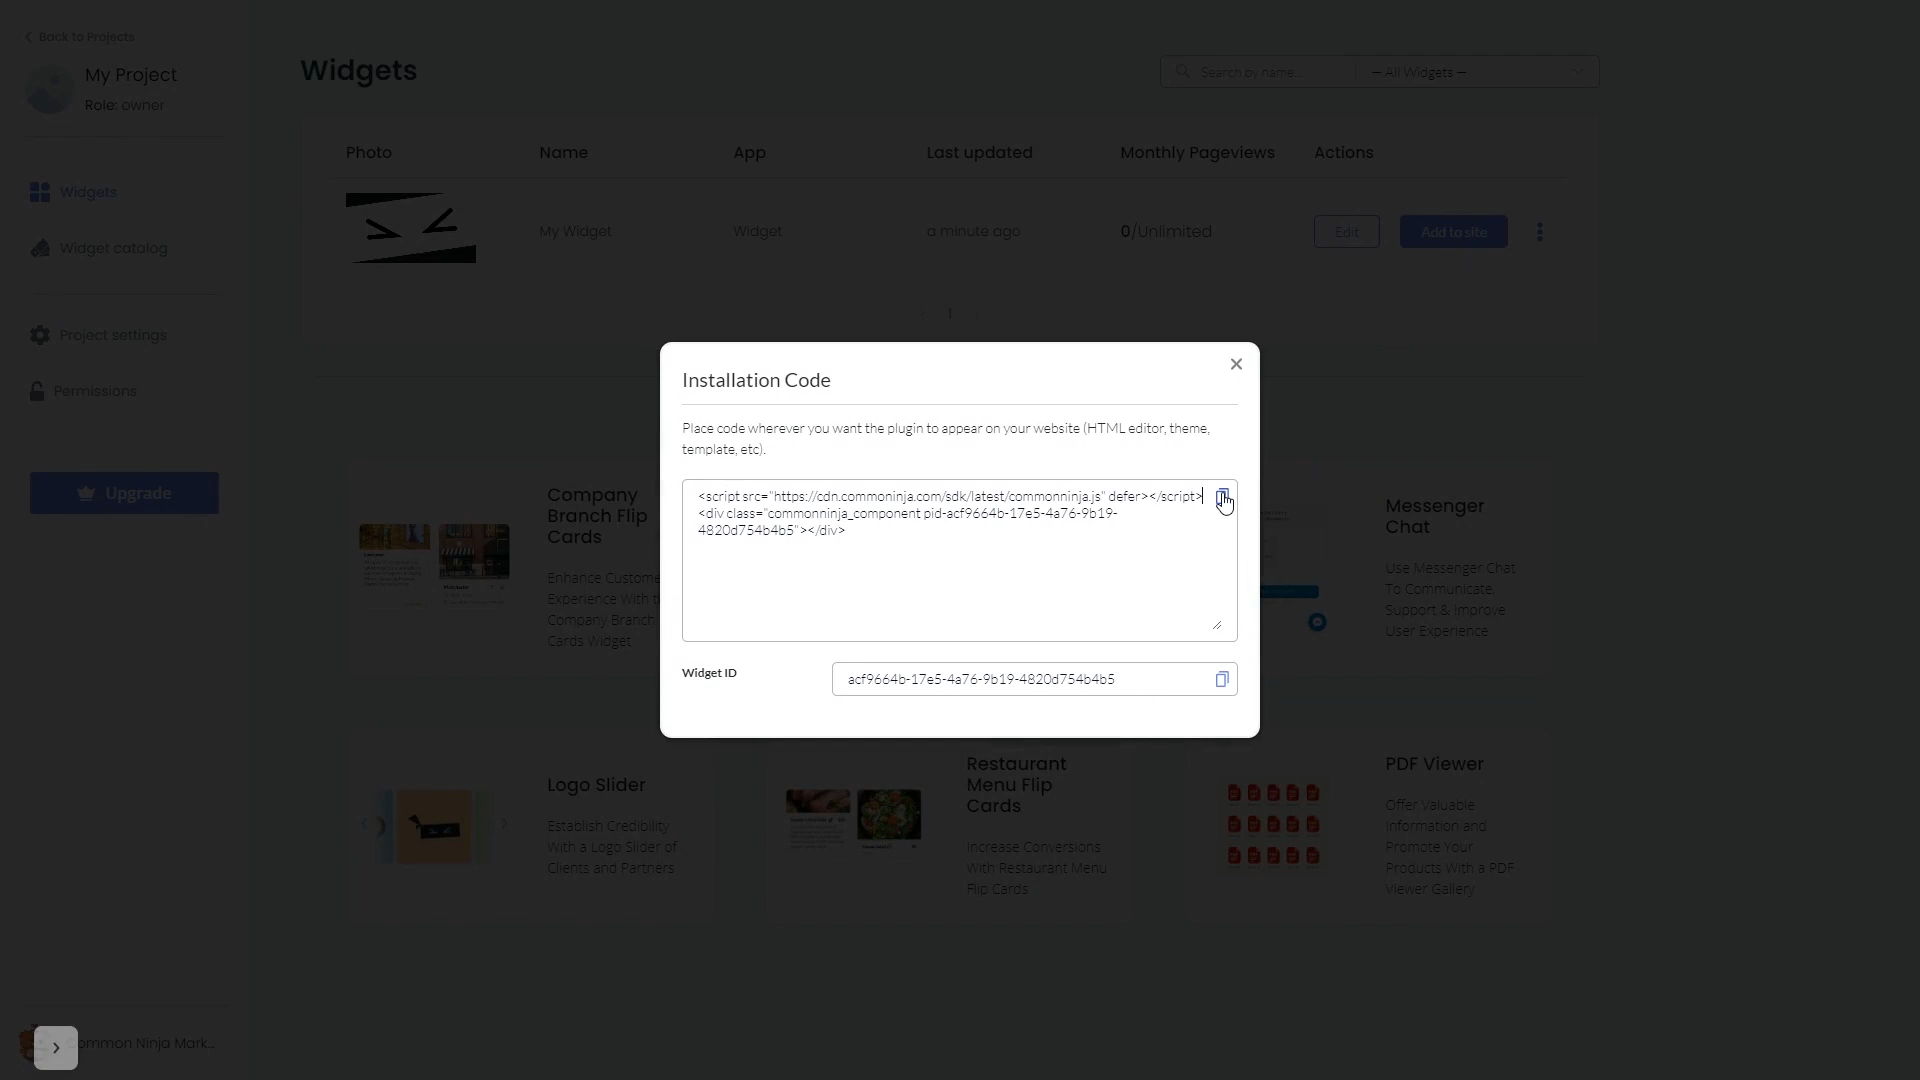 Back to Projects
My Project
Role: owner
Widgets
Widget catalog
Project settings
Permissions
Upgrade
Common Ninja Mark...
Widgets
Search by name...
— All Widgets —
Photo
Name
App
Last updated
Monthly Pageviews
Actions
My Widget
Widget
a minute ago
0/Unlimited
Edit
Add to site
1
Installation Code
Place code wherever you want the plugin to appear on your website (HTML editor, theme,
template, etc).
<script src="https://cdn.commoninja.com/sdk/latest/commonninja.js" defer></script>
<div class="commonninja_component pid-acf9664b-17e5-4a76-9b19-
4820d754b4b5"></div>
Widget ID
acf9664b-17e5-4a76-9b19-4820d754b4b5
Company
Branch Flip
Cards
Enhance Custome
Experience With
Company Branch
Cards Widget
Messenger
Chat
Use Messenger Chat
To Communicate,
Support & Improve
User Experience
Logo Slider
Establish Credibility
With a Logo Slider of
Clients and Partners
Restaurant
Menu Flip
Cards
Increase Conversions
With Restaurant Menu
Flip Cards
PDF Viewer
Offer Valuable
Information and
Promote Your
Products With a PDF
Viewer Gallery